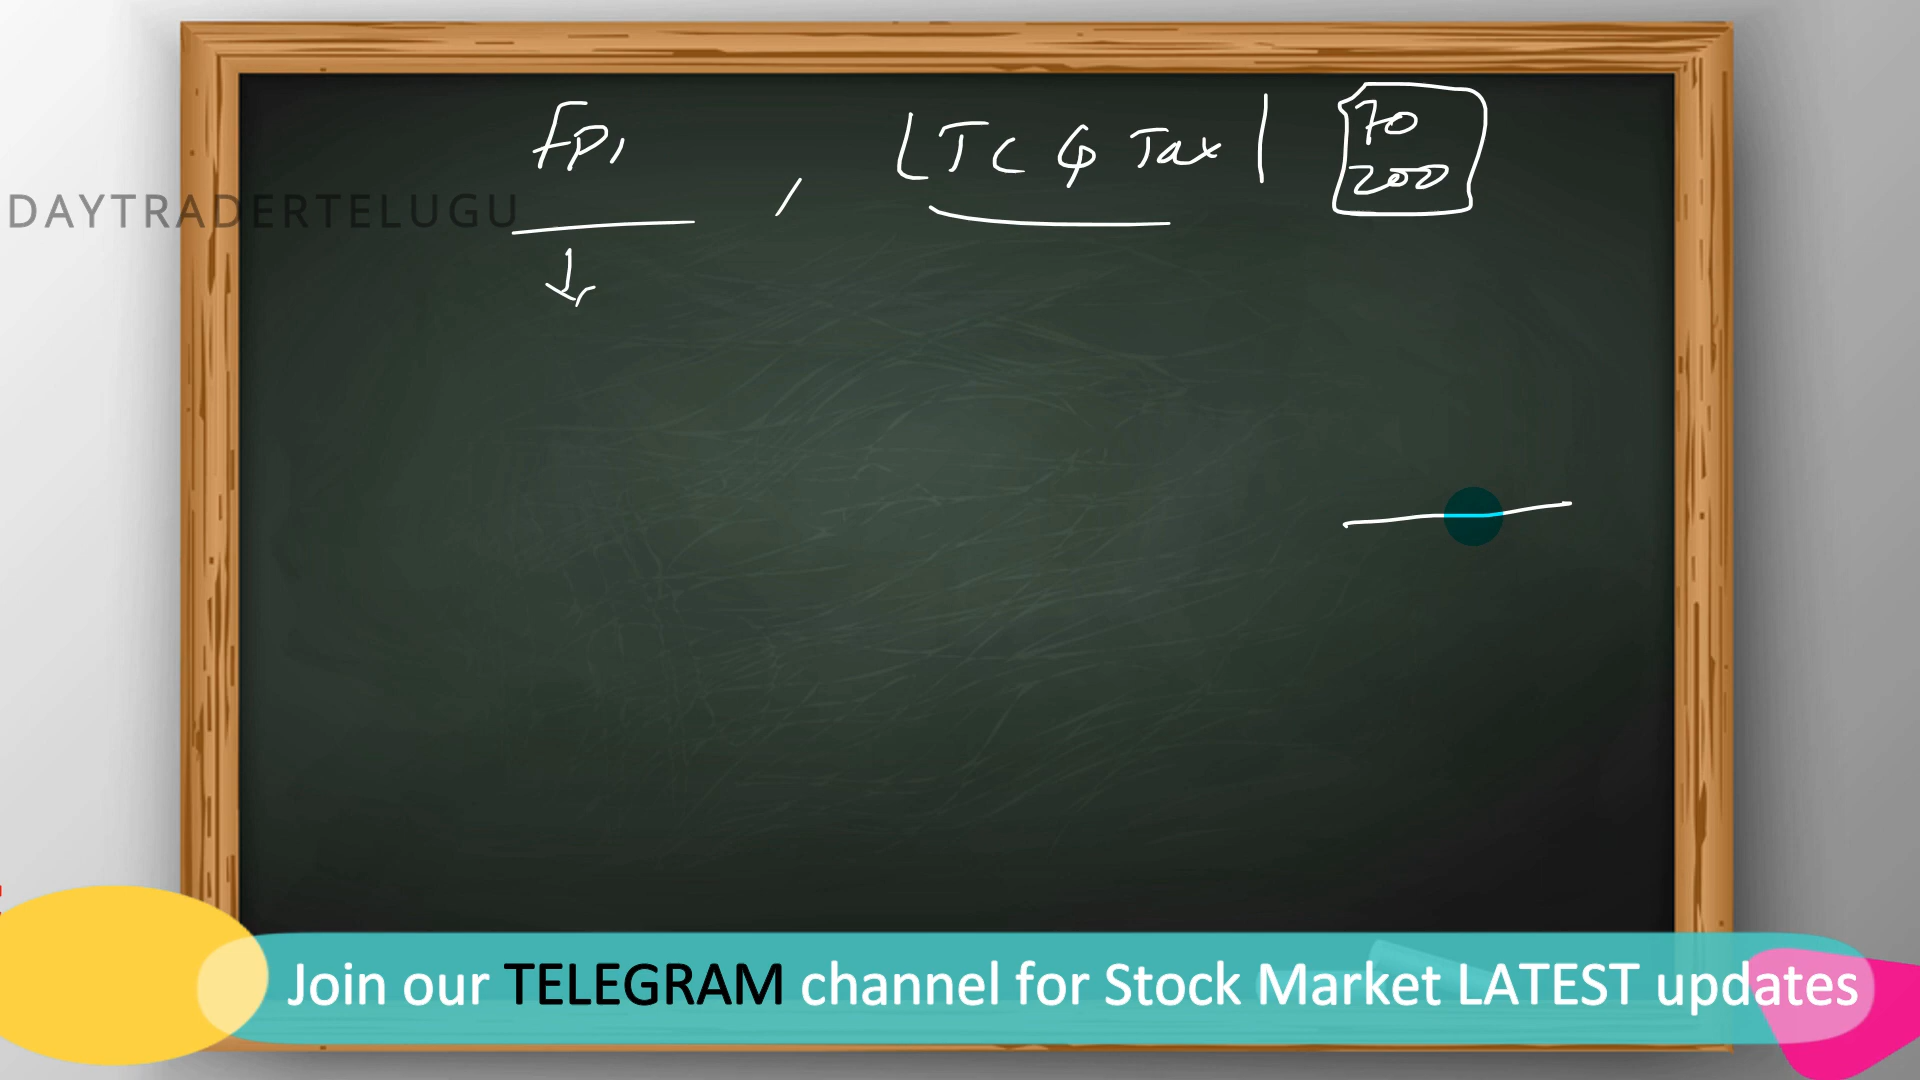 FPI , LTCG Tax | 70
200
DAYTRADERTELUGU
Join our TELEGRAM channel for Stock Market LATEST updates